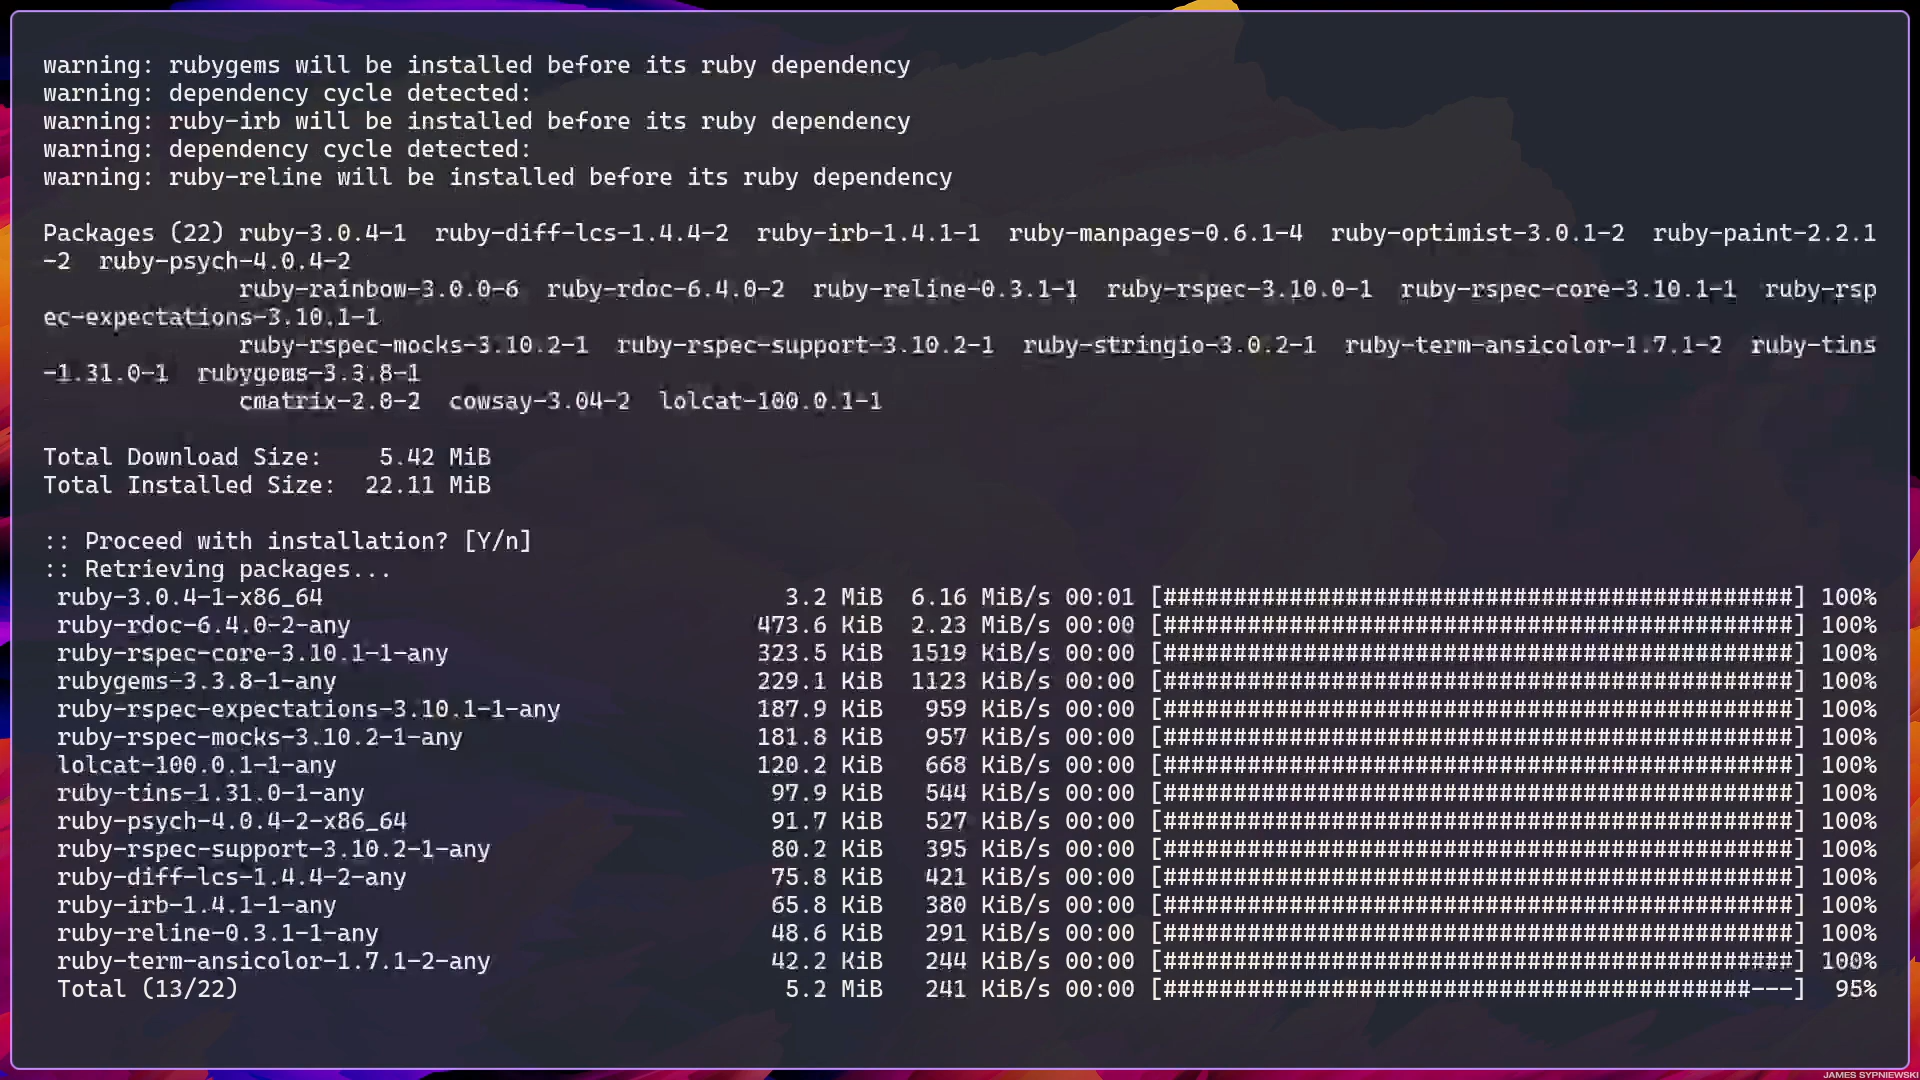 warning: rubygems will be installed before its ruby dependency
warning: dependency cycle detected:
warning: ruby-irb will be installed before its ruby dependency
warning: dependency cycle detected:
warning: ruby-reline will be installed before its ruby dependency
Packages (22) ruby-3.0.4-1  ruby-diff-lcs-1.4.4-2  ruby-irb-1.4.1-1  ruby-manpages-0.6.1-4  ruby-optimist-3.0.1-2  ruby-paint-2.2.1
-2  ruby-psych-4.0.4-2
ruby-rainbow-3.0.0-6  ruby-rdoc-6.4.0-2  ruby-reline-0.3.1-1  ruby-rspec-3.10.0-1  ruby-rspec-core-3.10.1-1  ruby-rsp
ec-expectations-3.10.1-1
ruby-rspec-mocks-3.10.2-1  ruby-rspec-support-3.10.2-1  ruby-stringio-3.0.2-1  ruby-term-ansicolor-1.7.1-2  ruby-tins
-1.31.0-1  rubygems-3.3.8-1
cmatrix-2.0-2  cowsay-3.04-2  lolcat-100.0.1-1
Total Download Size:    5.42 MiB
Total Installed Size:  22.11 MiB
:: Proceed with installation? [Y/n]
:: Retrieving packages...
ruby-3.0.4-1-x86_64  3.2 MiB  6.16 MiB/s 00:01 [#############################################] 100%
ruby-rdoc-6.4.0-2-any  473.6 KiB  2.23 MiB/s 00:00 [#############################################] 100%
ruby-rspec-core-3.10.1-1-any  323.5 KiB  1519 KiB/s 00:00 [#############################################] 100%
rubygems-3.3.8-1-any  229.1 KiB  1123 KiB/s 00:00 [#############################################] 100%
ruby-rspec-expectations-3.10.1-1-any  187.9 KiB  959 KiB/s 00:00 [#############################################] 100%
ruby-rspec-mocks-3.10.2-1-any  181.8 KiB  957 KiB/s 00:00 [#############################################] 100%
lolcat-100.0.1-1-any  120.2 KiB  668 KiB/s 00:00 [#############################################] 100%
ruby-tins-1.31.0-1-any  97.9 KiB  544 KiB/s 00:00 [#############################################] 100%
ruby-psych-4.0.4-2-x86_64  91.7 KiB  527 KiB/s 00:00 [#############################################] 100%
ruby-rspec-support-3.10.2-1-any  80.2 KiB  395 KiB/s 00:00 [#############################################] 100%
ruby-diff-lcs-1.4.4-2-any  75.8 KiB  421 KiB/s 00:00 [#############################################] 100%
ruby-irb-1.4.1-1-any  65.8 KiB  380 KiB/s 00:00 [#############################################] 100%
ruby-reline-0.3.1-1-any  48.6 KiB  291 KiB/s 00:00 [#############################################] 100%
ruby-term-ansicolor-1.7.1-2-any  42.2 KiB  244 KiB/s 00:00 [#############################################] 100%
Total (13/22)  5.2 MiB  241 KiB/s 00:00 [##########################################---]  95%
JAMES SYPNIEWSKI